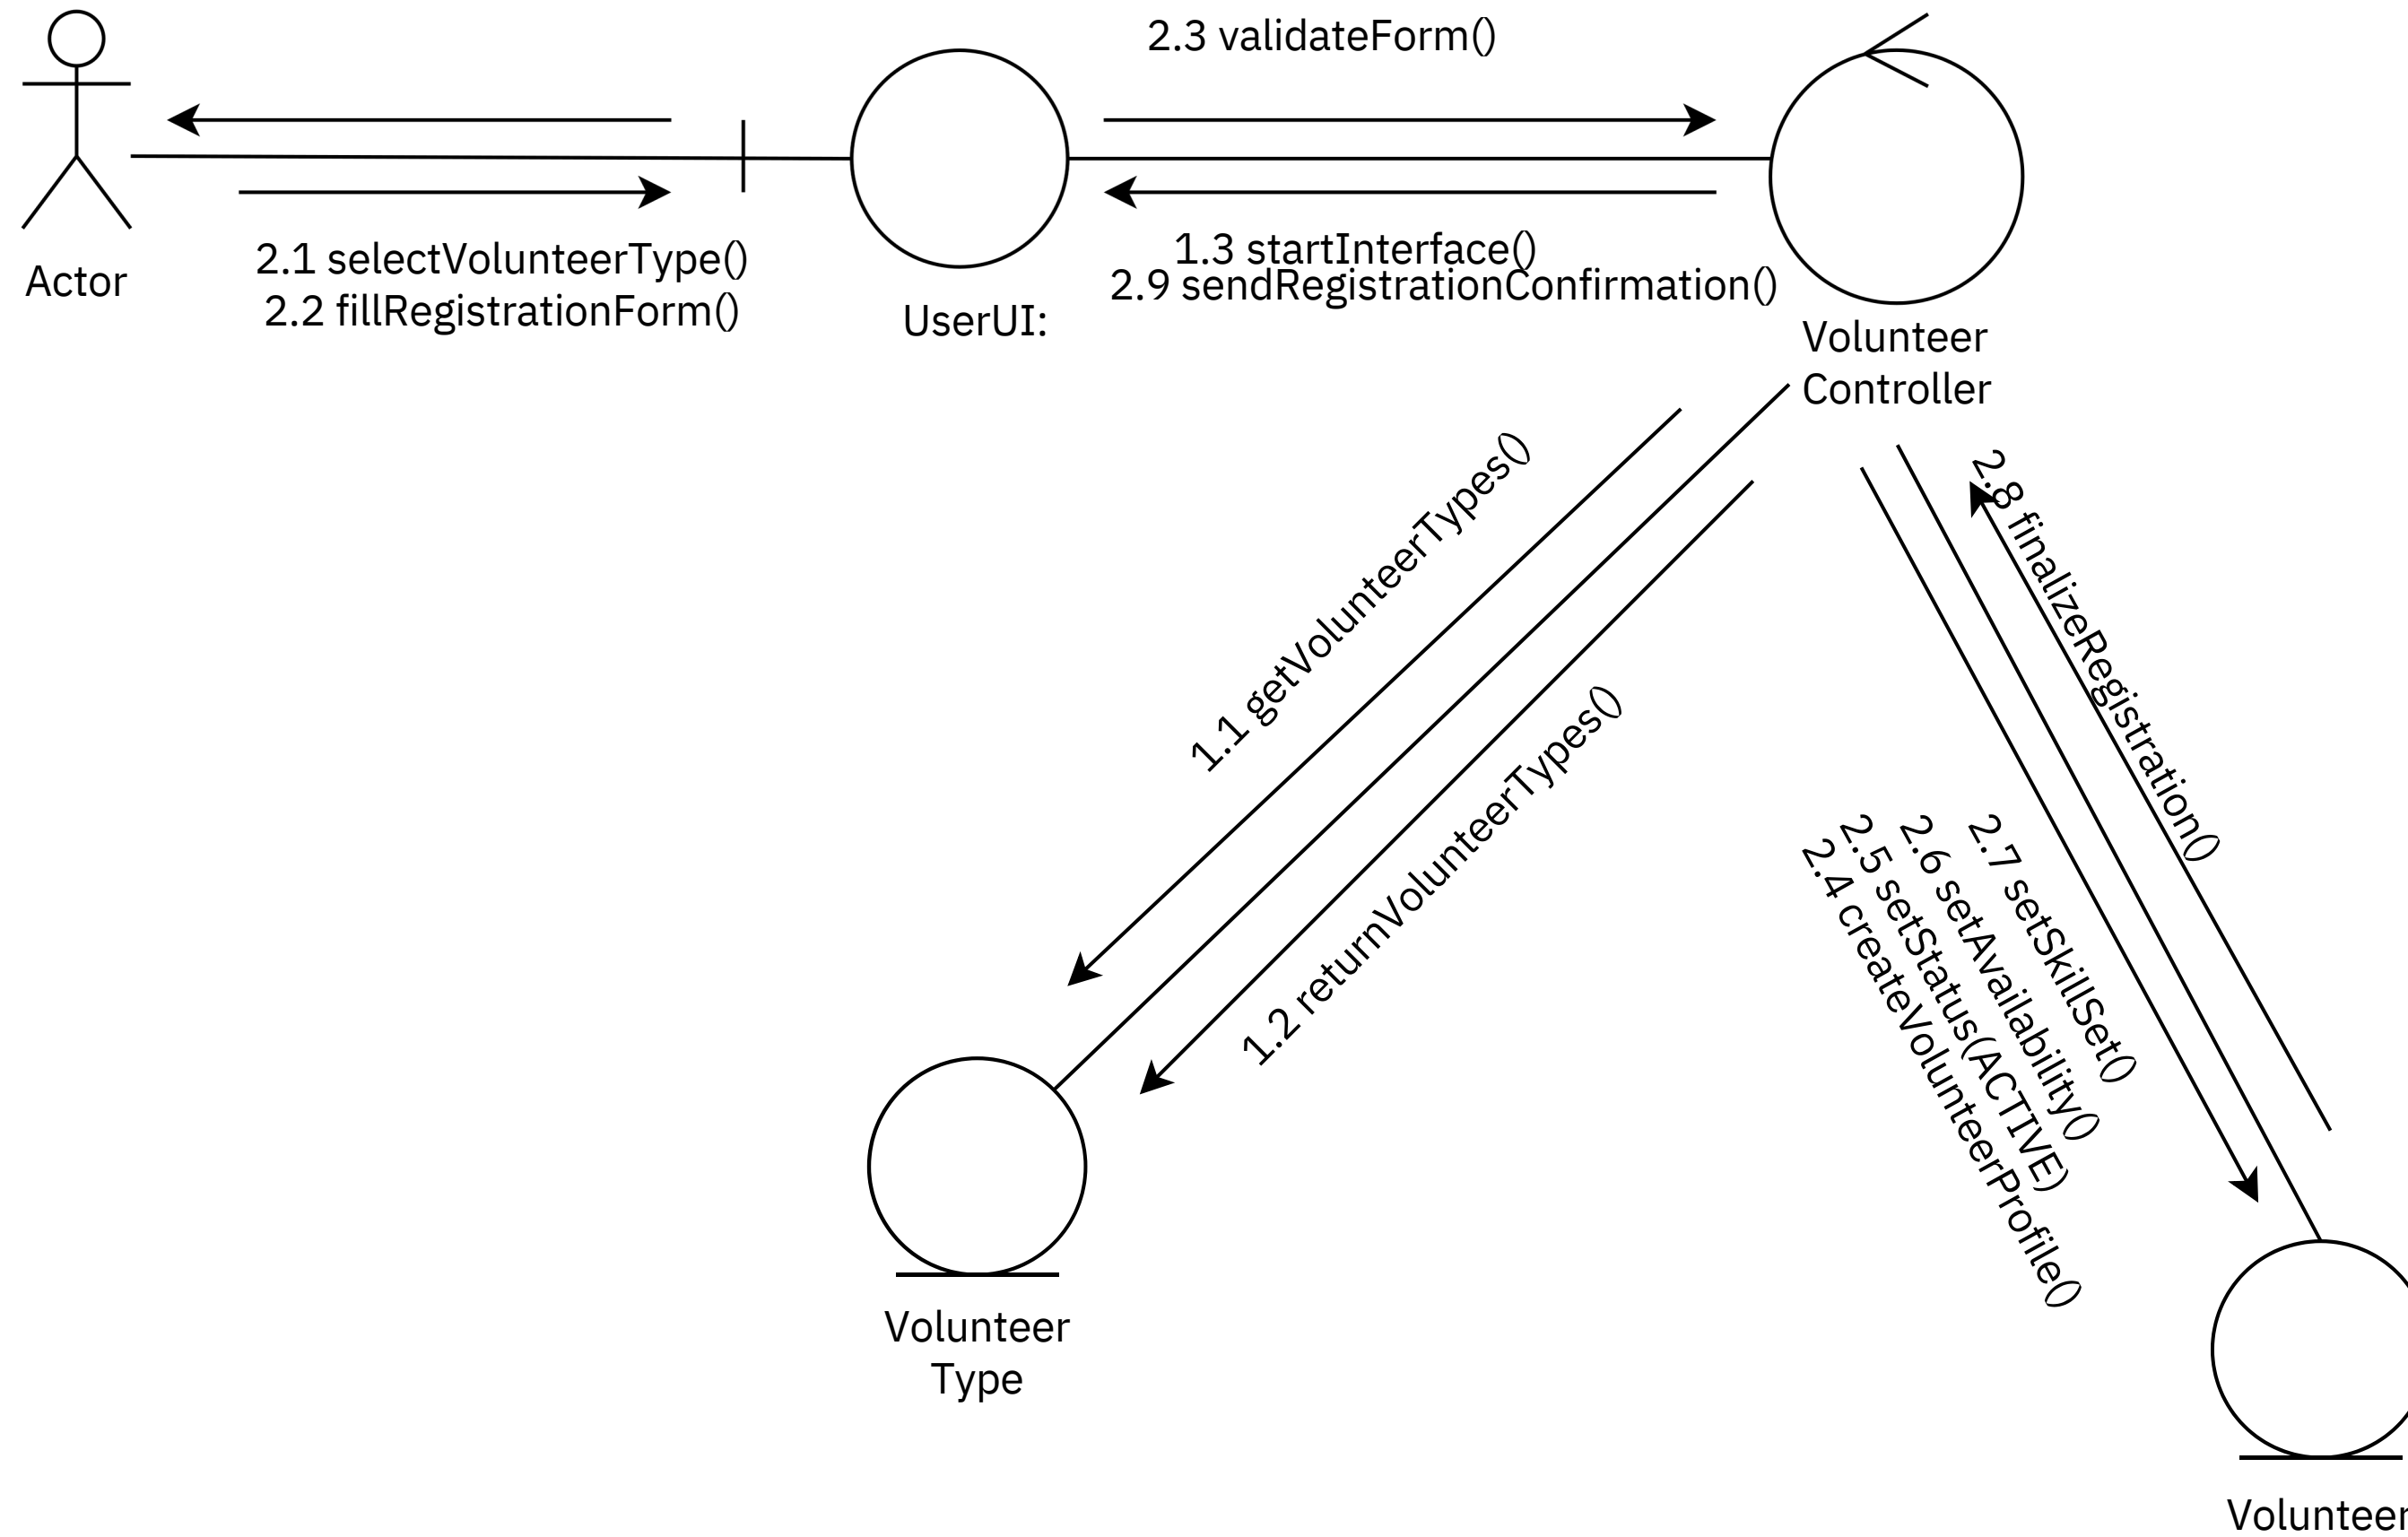 2.3 validateForm()
Actor
2.1 selectVolunteerType()
2.2 fillRegistrationForm()
UserUI:
1.3 startInterface()
2.9 sendRegistrationConfirmation()
Volunteer
Controller
1.1 getVolunteerTypes()
1.2 returnVolunteerTypes()
2.8 finalizeRegistration()
2.7 setSkillSet()
2.6 setAvailability()
2.5 setStatus(ACTIVE)
2.4 createVolunteerProfile()
Volunteer
Type
Volunteer